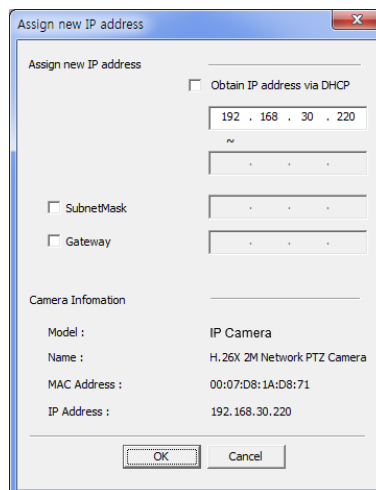 Assign new IP address
Assign new IP address
Obtain IP address via DHCP
192 . 168 . 30 . 220
~
. . .
SubnetMask . . .
Gateway . . .
Camera Infomation
Model : IP Camera
Name : H.26X 2M Network PTZ Camera
MAC Address : 00:07:D8:1A:D8:71
IP Address : 192.168.30.220
OK Cancel